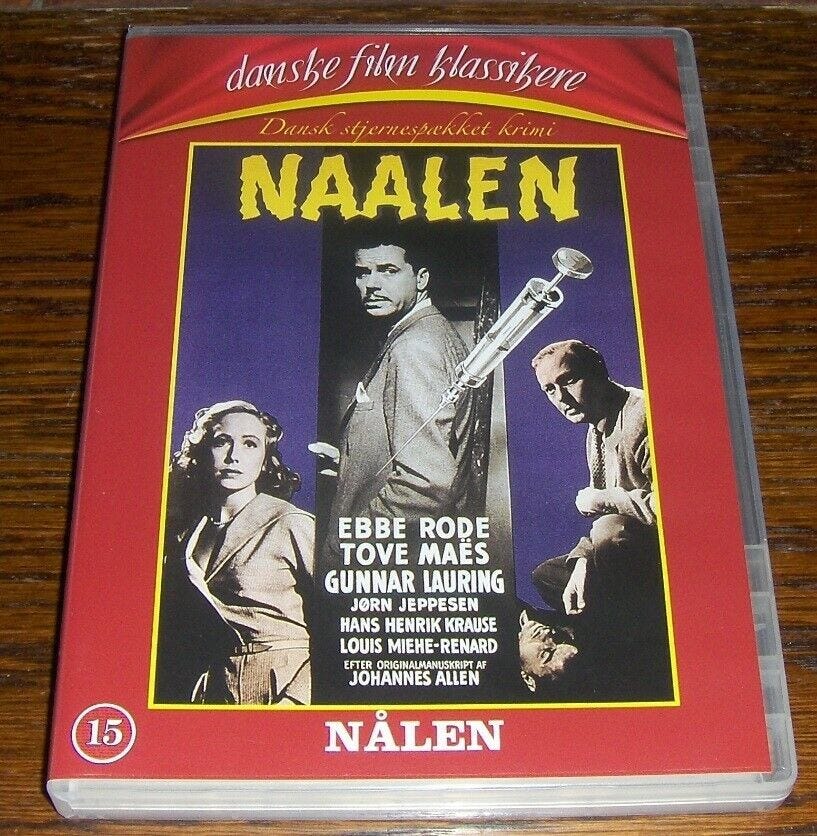 danske film klassikere
Dansk stjernespækket krimi
NAALEN
EBBE RODE
TOVE MAËS
GUNNAR LAURING
JØRN JEPPESEN
HANS HENRIK KRAUSE
LOUIS MIEHE-RENARD
EFTER ORIGINALMANUSKRIPT AF
JOHANNES ALLEN
15
NÅLEN